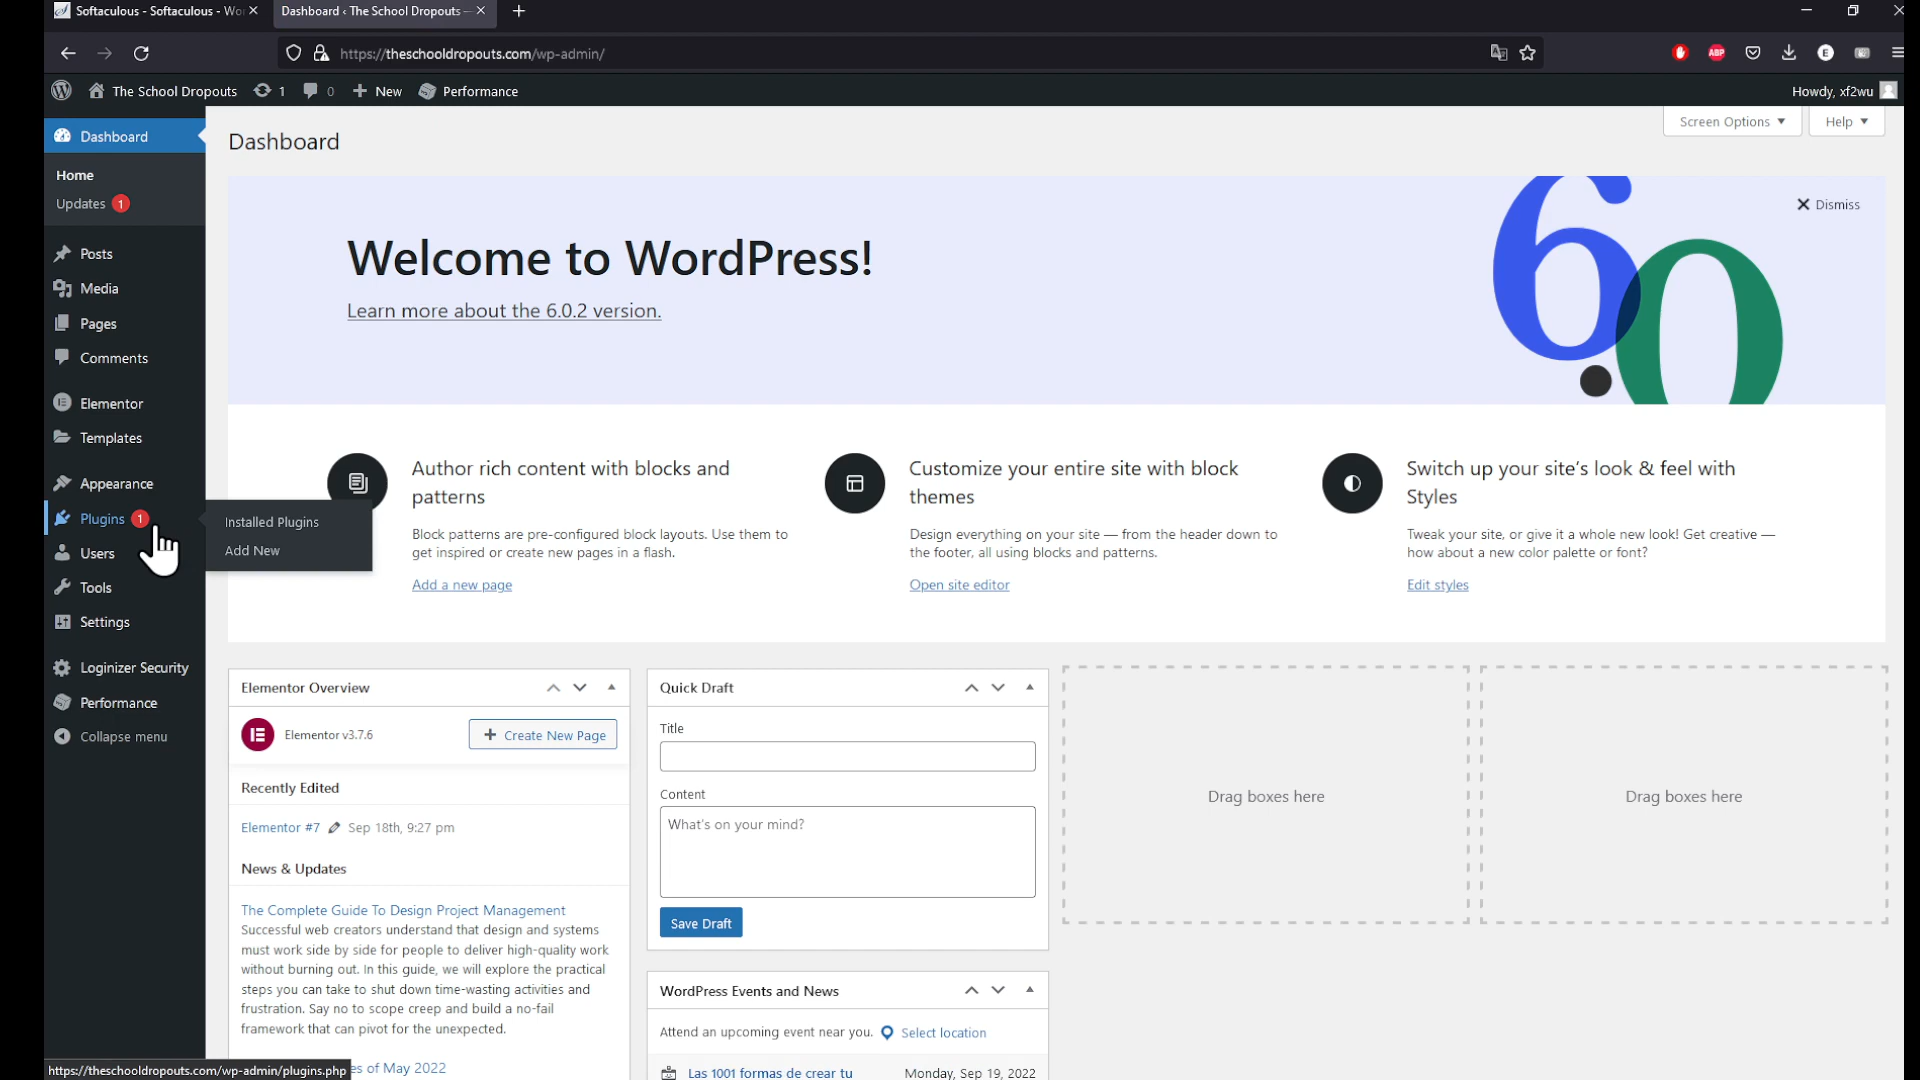 Softaculous - Softaculous - Wo
Dashboard ‹ The School Dropouts —
https://theschooldropouts.com/wp-admin/
ABP
E
The School Dropouts
1
0
New
Performance
Howdy, xf2wu
Dashboard
Home
Updates 1
Posts
Media
Pages
Comments
Elementor
Templates
Appearance
Plugins 1
Users
Tools
Settings
Loginizer Security
Performance
Collapse menu
Installed Plugins
Add New
Dashboard
Screen Options
Help
Welcome to WordPress!
Learn more about the 6.0.2 version.
6.0
Dismiss
Author rich content with blocks and
patterns
Block patterns are pre-configured block layouts. Use them to
get inspired or create new pages in a flash.
Add a new page
Customize your entire site with block
themes
Design everything on your site — from the header down to
the footer, all using blocks and patterns.
Open site editor
Switch up your site's look & feel with
Styles
Tweak your site, or give it a whole new look! Get creative —
how about a new color palette or font?
Edit styles
Elementor Overview
Elementor v3.7.6
Create New Page
Recently Edited
Elementor #7 Sep 18th, 9:27 pm
News & Updates
The Complete Guide To Design Project Management
Successful web creators understand that design and systems
must work side by side for people to deliver high-quality work
without burning out. In this guide, we will explore the practical
steps you can take to shut down time-wasting activities and
frustration. Say no to scope creep and build a no-fail
framework that can pivot for the unexpected.
es of May 2022
Quick Draft
Title
Content
What's on your mind?
Save Draft
WordPress Events and News
Attend an upcoming event near you. Select location
Las 1001 formas de crear tu
Monday, Sep 19, 2022
Drag boxes here
Drag boxes here
https://theschooldropouts.com/wp-admin/plugins.php